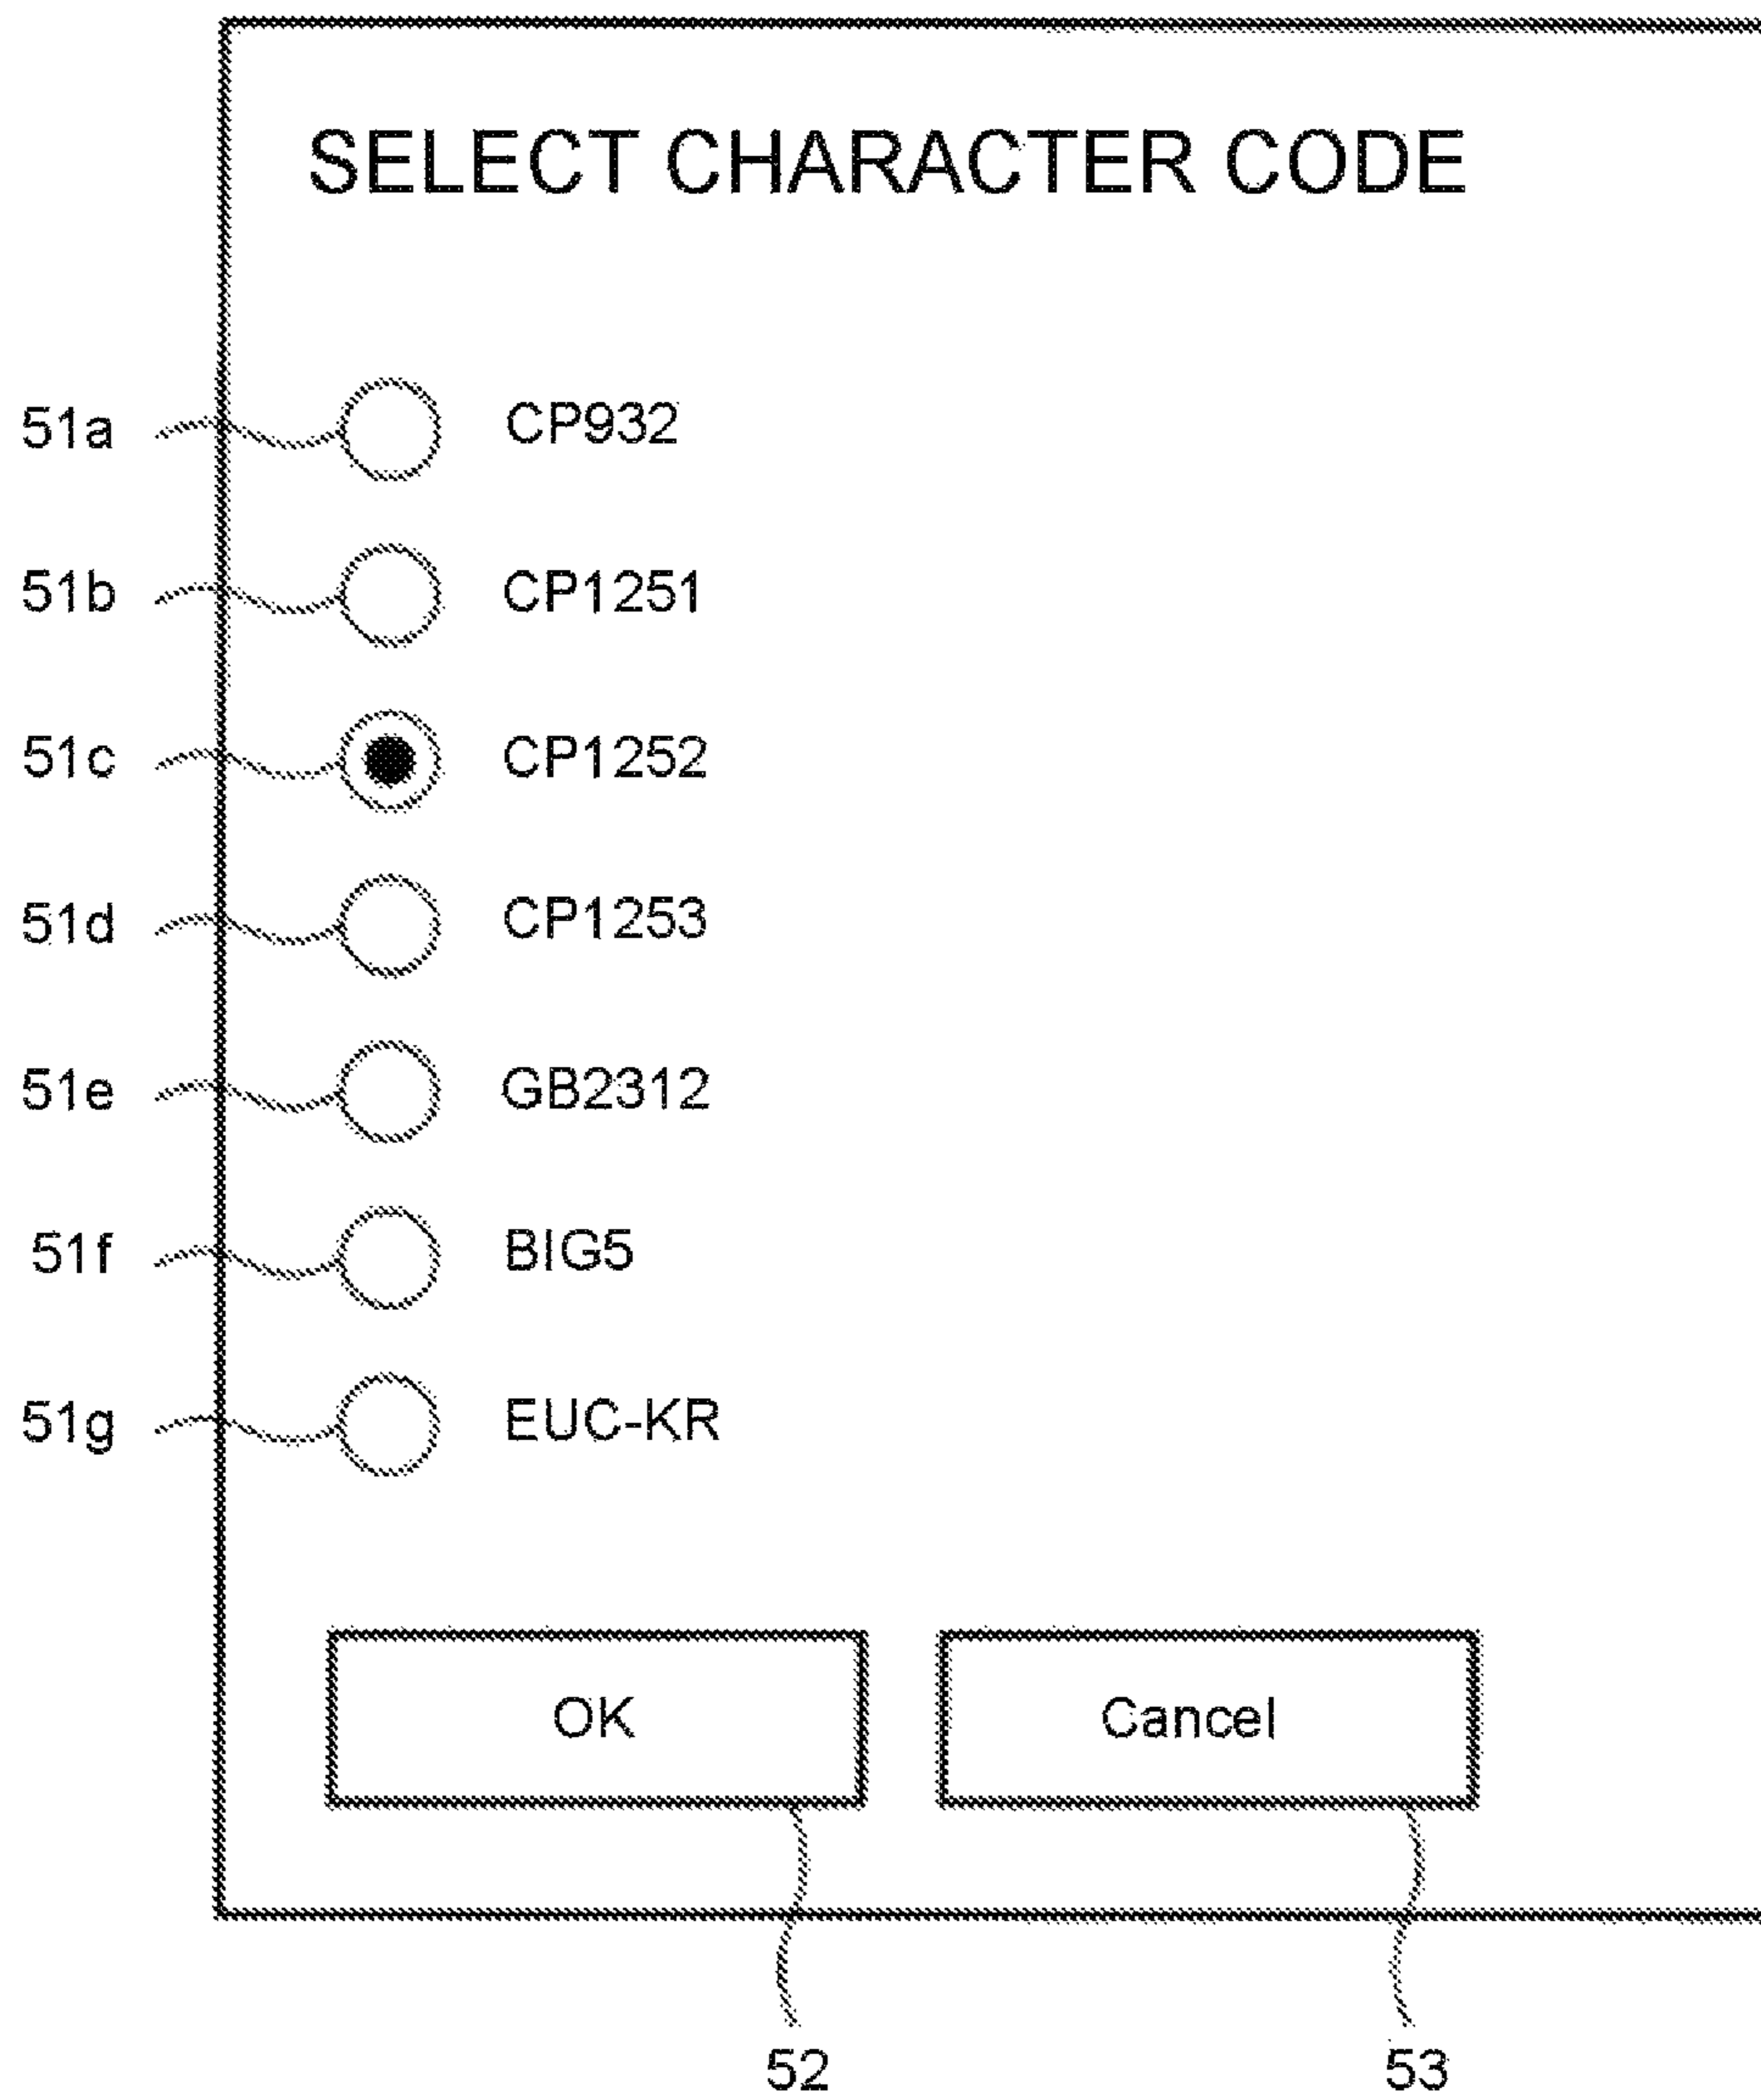 SELECT CHARACTER CODE
51a CP932
51b CP1251
51c CP1252
51d CP1253
51e GB2312
51f BIG5
51g EUC-KR
OK Cancel
52 53